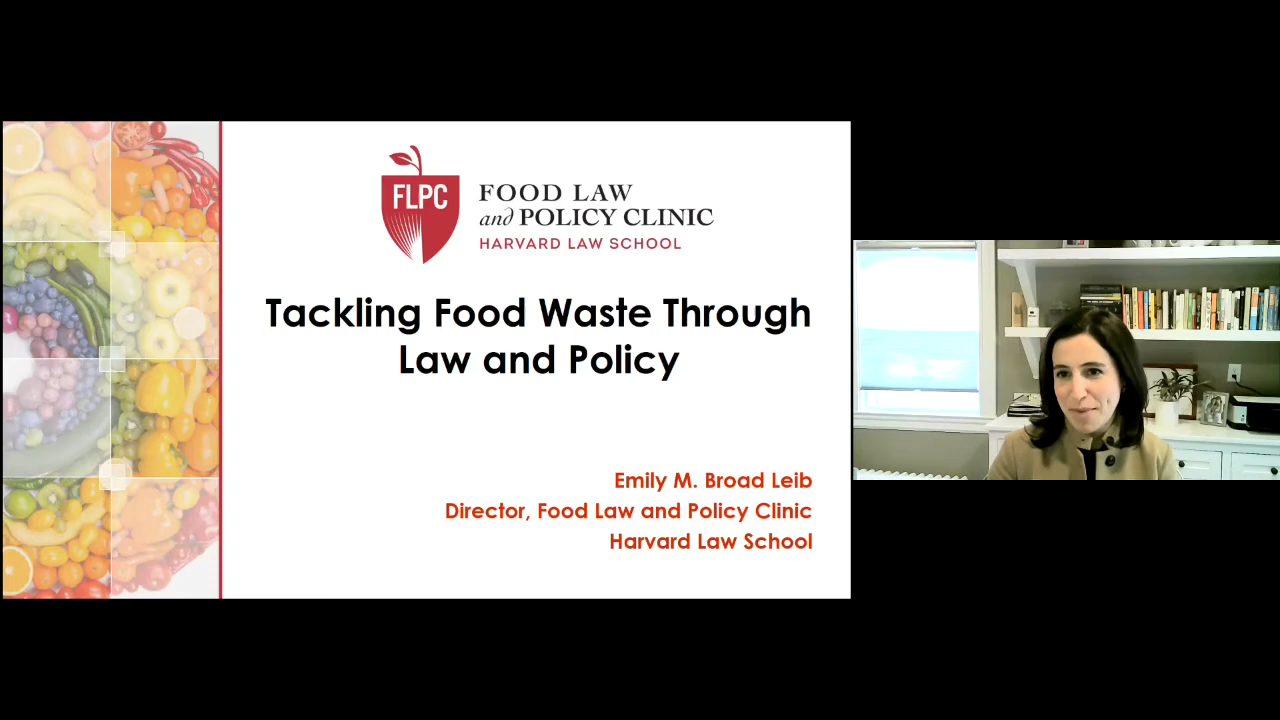 FLPC
FOOD LAW
and POLICY CLINIC
HARVARD LAW SCHOOL
Tackling Food Waste Through
Law and Policy
Emily M. Broad Leib
Director, Food Law and Policy Clinic
Harvard Law School